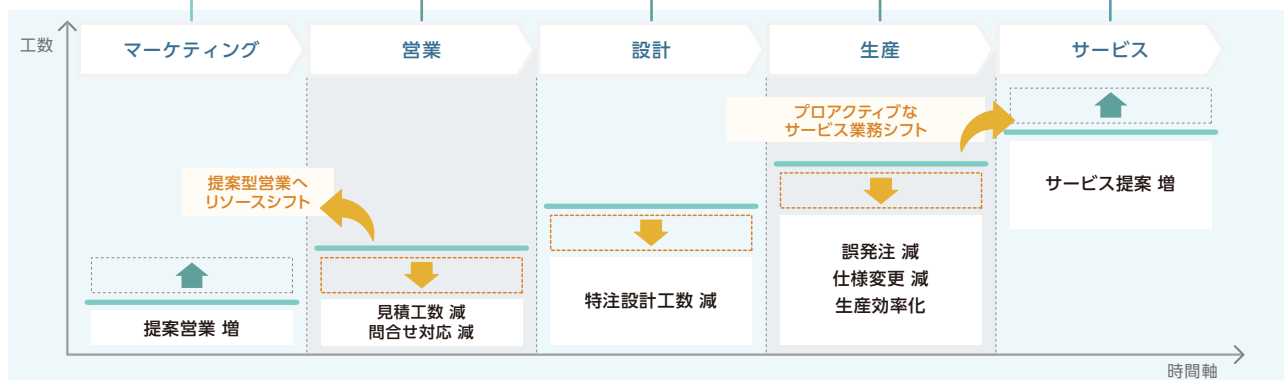 工数
マーケティング
営業
設計
生産
サービス
プロアクティブな
サービス業務シフト
提案型営業へ
リソースシフト
サービス提案 増
誤発注 減
仕様変更 減
生産効率化
特注設計工数 減
見積工数 減
問合せ対応 減
提案営業 増
時間軸